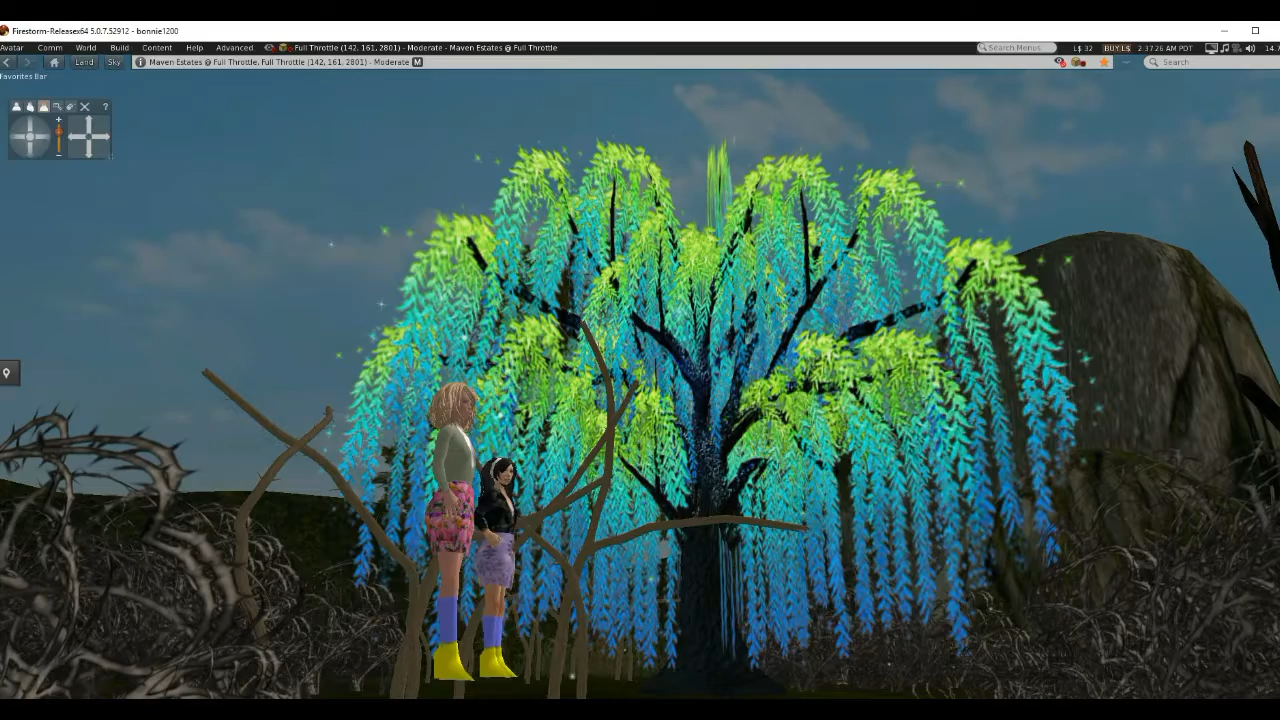 Firestorm-Releasex64 5.0.7.52912 - bonnie1200
Avatar Comm World Build Content Help Advanced Full Throttle (142, 161, 2801) - Moderate - Maven Estates @ Full Throttle Search Menus L$ 32 BUY L$ 2:37:26 AM PDT 14.7
Land Sky Maven Estates @ Full Throttle, Full Throttle (142, 161, 2801) - Moderate M Search
Favorites Bar
?